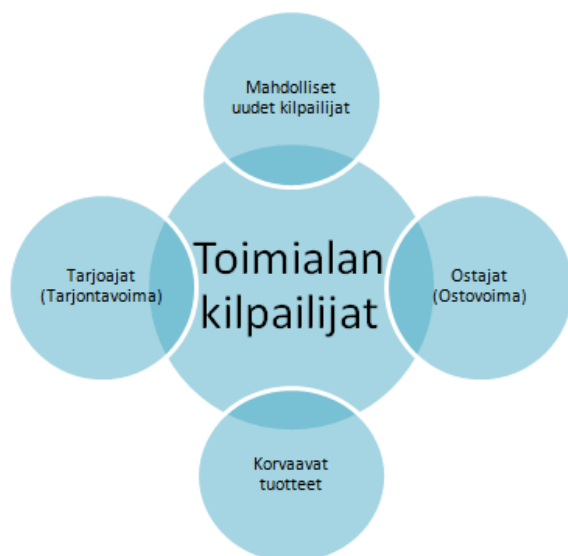 Mahdolliset
uudet kilpailijat
Tarjoajat
(Tarjontavoima)
Toimialan
kilpailijat
Ostajat
(Ostovoima)
Korvaavat
tuotteet